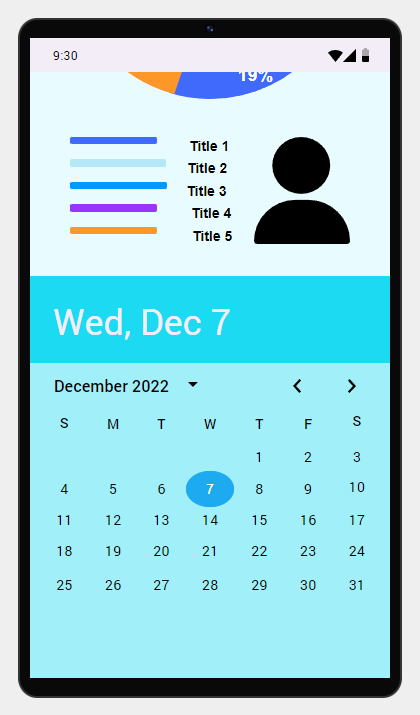 9:30
19%
Title 1
Title 2
Title 3
Title 4
Title 5
Wed, Dec 7
December 2022
S M T W T F S
1 2 3
4 5 6 7 8 9 10
11 12 13 14 15 16 17
18 19 20 21 22 23 24
25 26 27 28 29 30 31